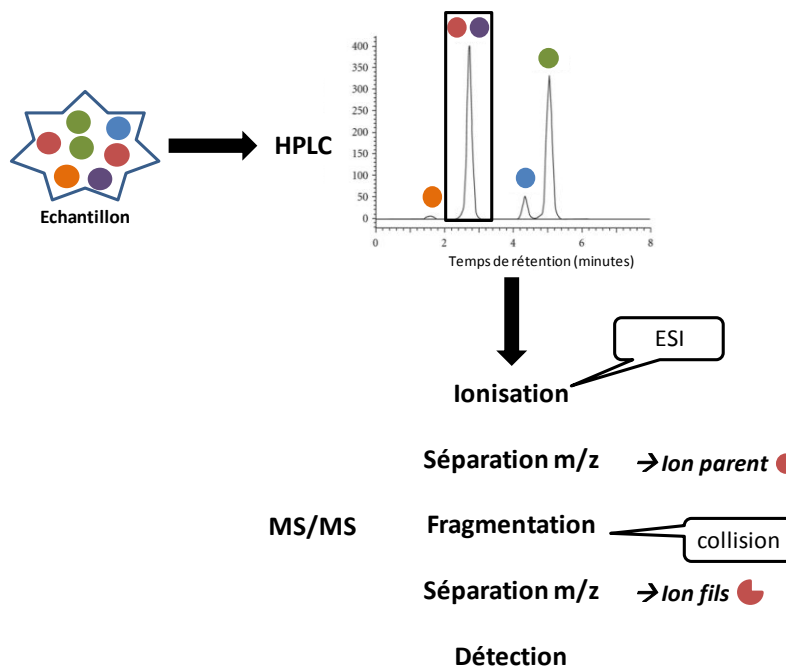 400
350
300
250
200
150
100
50
0
0 2 4 6 8
Temps de rétention (minutes)
Echantillon
HPLC
ESI
Ionisation
Séparation m/z → Ion parent
MS/MS Fragmentation collision
Séparation m/z → Ion fils
Détection